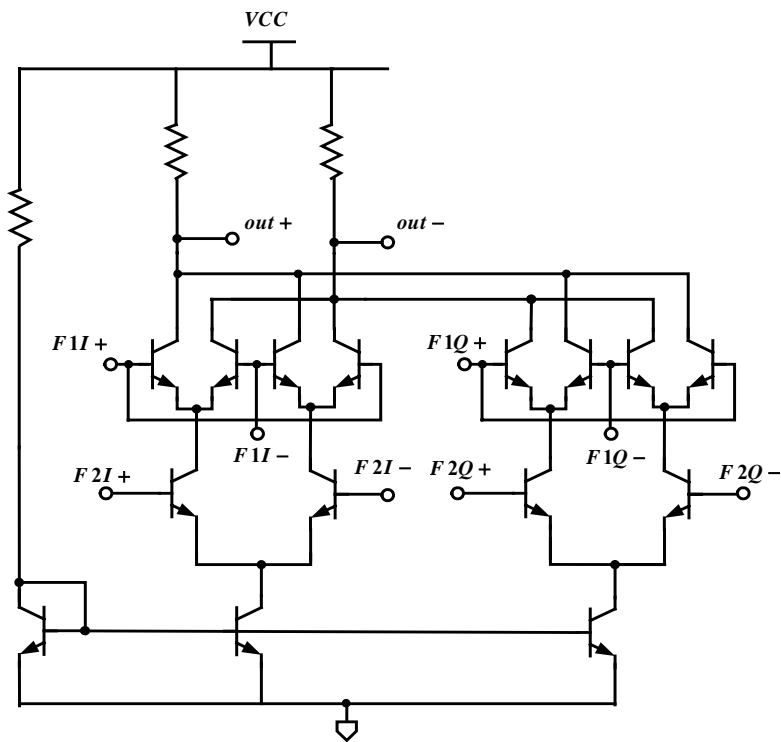 VCC
out +
out −
F1I+
F1Q+
F1I−
F1Q−
F2I+
F2I−
F2Q+
F2Q−